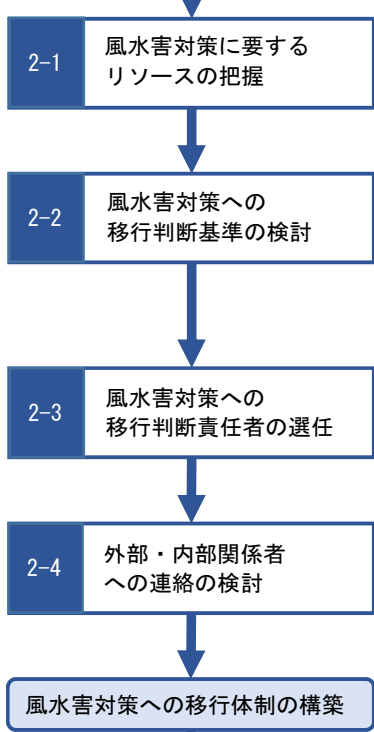 2-1
風水害対策に要する
リソースの把握
2-2
風水害対策への
移行判断基準の検討
2-3
風水害対策への
移行判断責任者の選任
2-4
外部・内部関係者
への連絡の検討
風水害対策への移行体制の構築